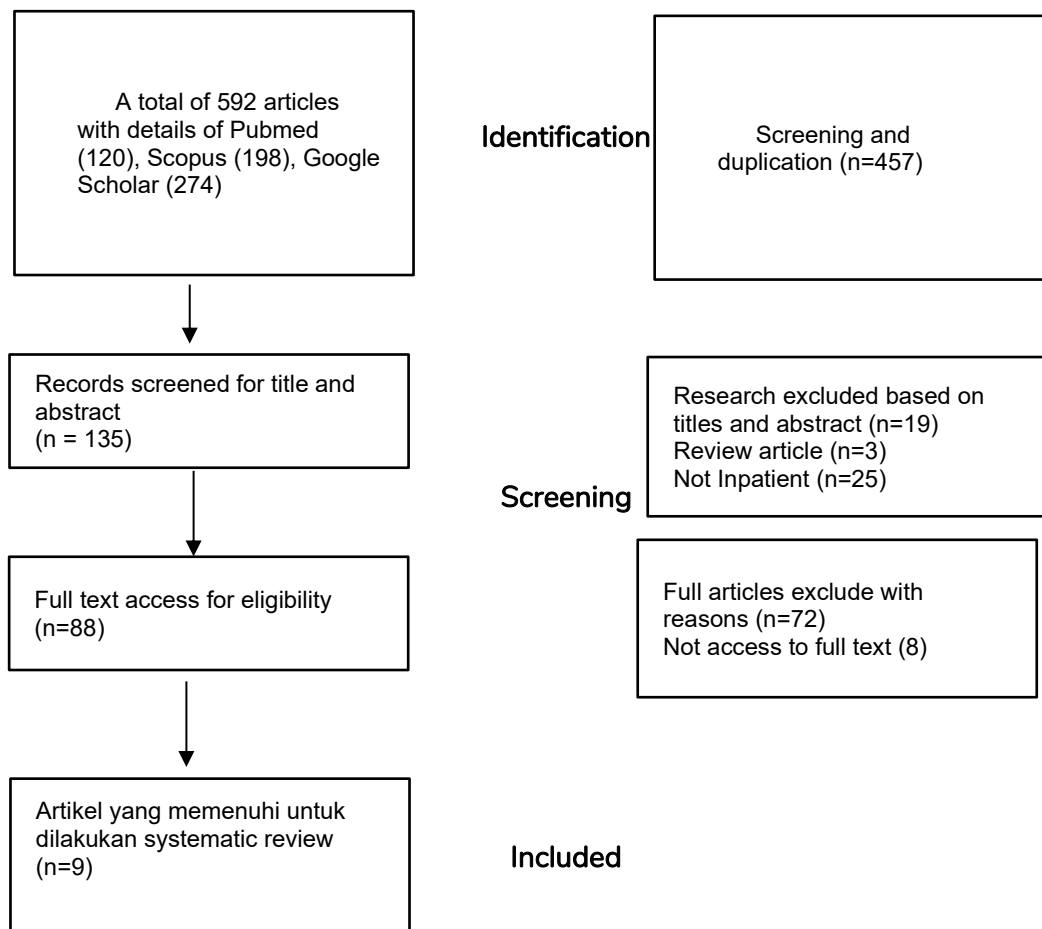 A total of 592 articles
with details of Pubmed
(120), Scopus (198), Google
Scholar (274)
Identification
Screening and
duplication (n=457)
Records screened for title and
abstract
(n = 135)
Research excluded based on
titles and abstract (n=19)
Review article (n=3)
Not Inpatient (n=25)
Screening
Full text access for eligibility
(n=88)
Full articles exclude with
reasons (n=72)
Not access to full text (8)
Artikel yang memenuhi untuk
dilakukan systematic review
(n=9)
Included